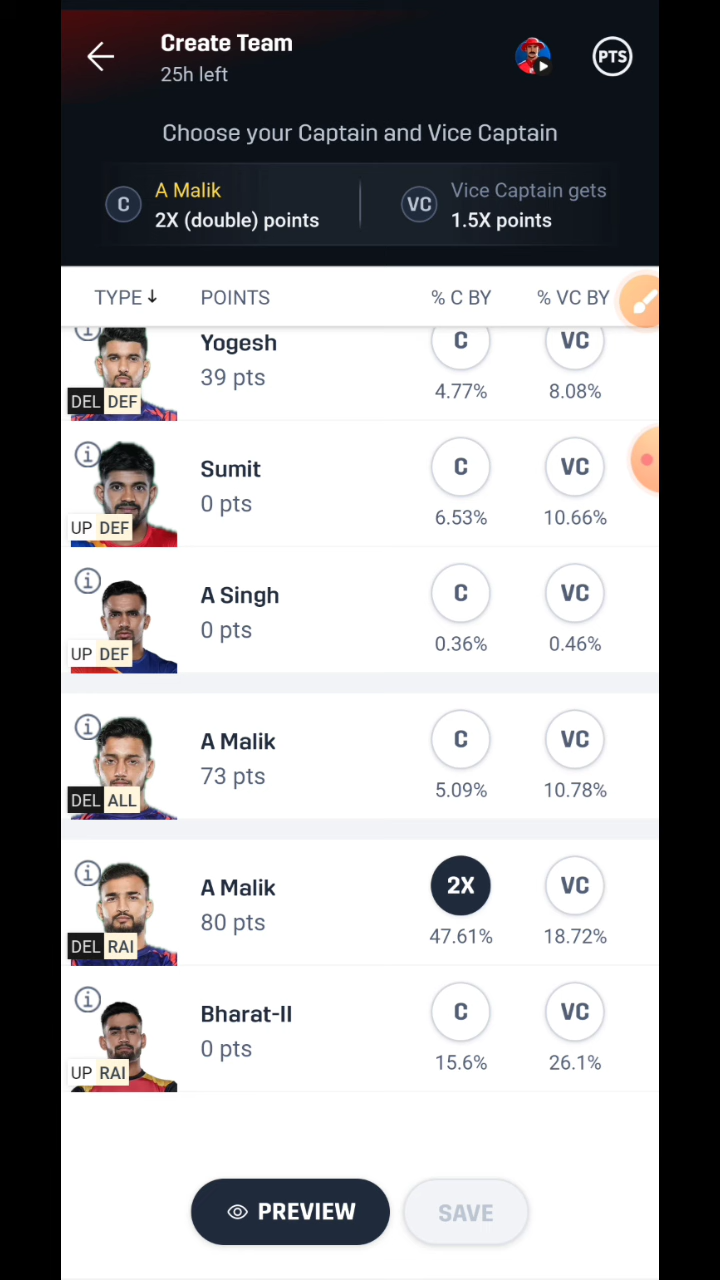 Create Team
25h left
PTS
Choose your Captain and Vice Captain
C
A Malik
2X (double) points
VC
Vice Captain gets
1.5X points
TYPE↓ POINTS % C BY % VC BY
Yogesh
39 pts
C
VC
4.77% 8.08%
DEL DEF
Sumit
0 pts
C
VC
6.53% 10.66%
UP DEF
A Singh
0 pts
C
VC
0.36% 0.46%
UP DEF
A Malik
73 pts
C
VC
5.09% 10.78%
DEL ALL
A Malik
80 pts
2X
VC
47.61% 18.72%
DEL RAI
Bharat-II
0 pts
C
VC
15.6% 26.1%
UP RAI
PREVIEW
SAVE